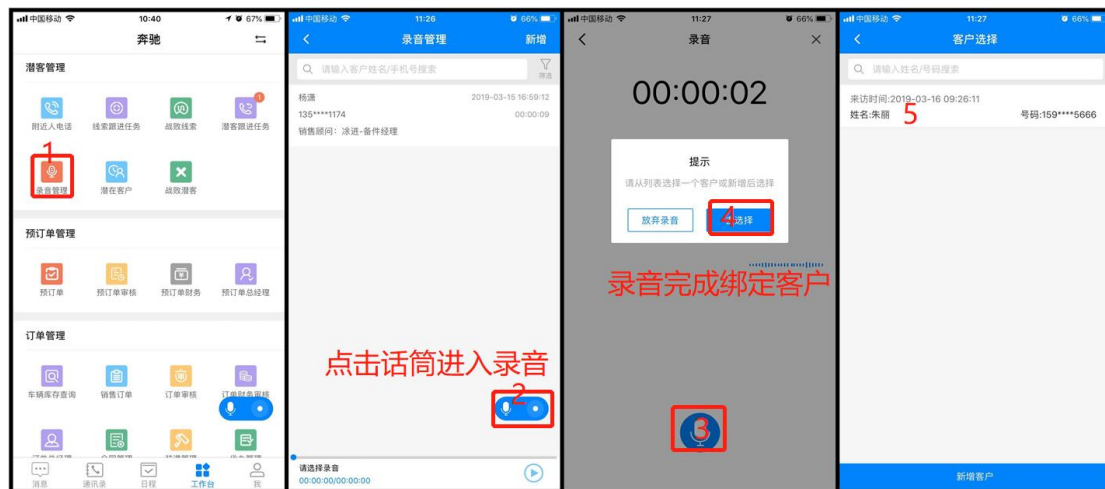 中国移动 10:40 67%
奔驰
潜客管理
附近人电话 线索跟进任务 战败线索 潜客跟进任务
1
1
录音管理 潜在客户 战败潜客
预订单管理
预订单 预订单审核 预订单财务 预订单总经理
订单管理
车辆库存查询 销售订单 订单审核 订单财务审核
消息 通讯录 日程 工作台 我
中国移动 11:26 66%
录音管理 新增
请输入客户姓名/手机号搜索 筛选
杨潇 2019-03-15 16:59:12
135****1174 00:00:09
销售顾问：涂进-备件经理
点击话筒进入录音
2
请选择录音
00:00:00/00:00:00
中国移动 11:27 66%
录音
00:00:02
提示
请从列表选择一个客户或新增后选择
放弃录音 4 选择
录音完成绑定客户
3
中国移动 11:27 66%
客户选择
请输入姓名/号码搜索
来访时间:2019-03-16 09:26:11
姓名:朱丽 5 号码:159****5666
新增客户